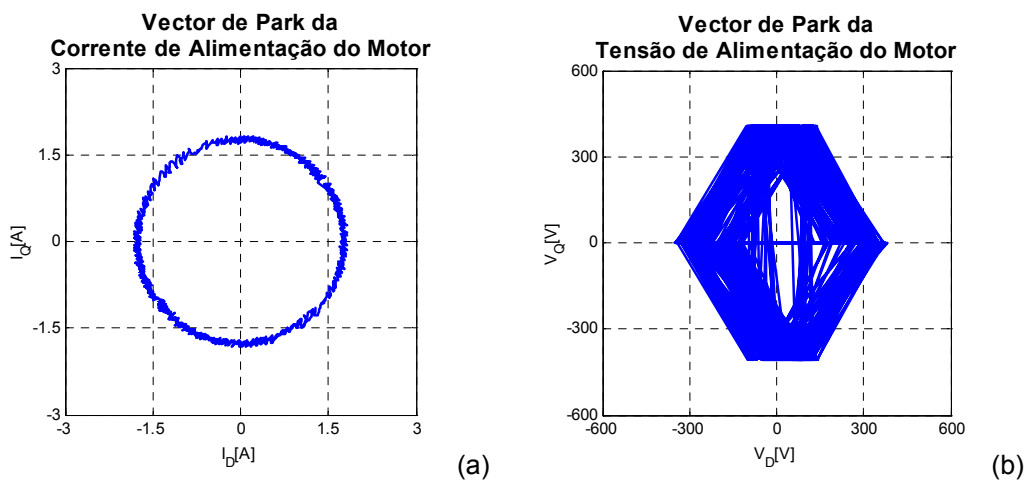 Vector de Park da
Corrente de Alimentação do Motor
3
1.5
0
-1.5
-3
I_Q[A]
-3 -1.5 0 1.5 3
I_D[A]
(a)
Vector de Park da
Tensão de Alimentação do Motor
600
300
0
-300
-600
V_Q[V]
-600 -300 0 300 600
V_D[V]
(b)